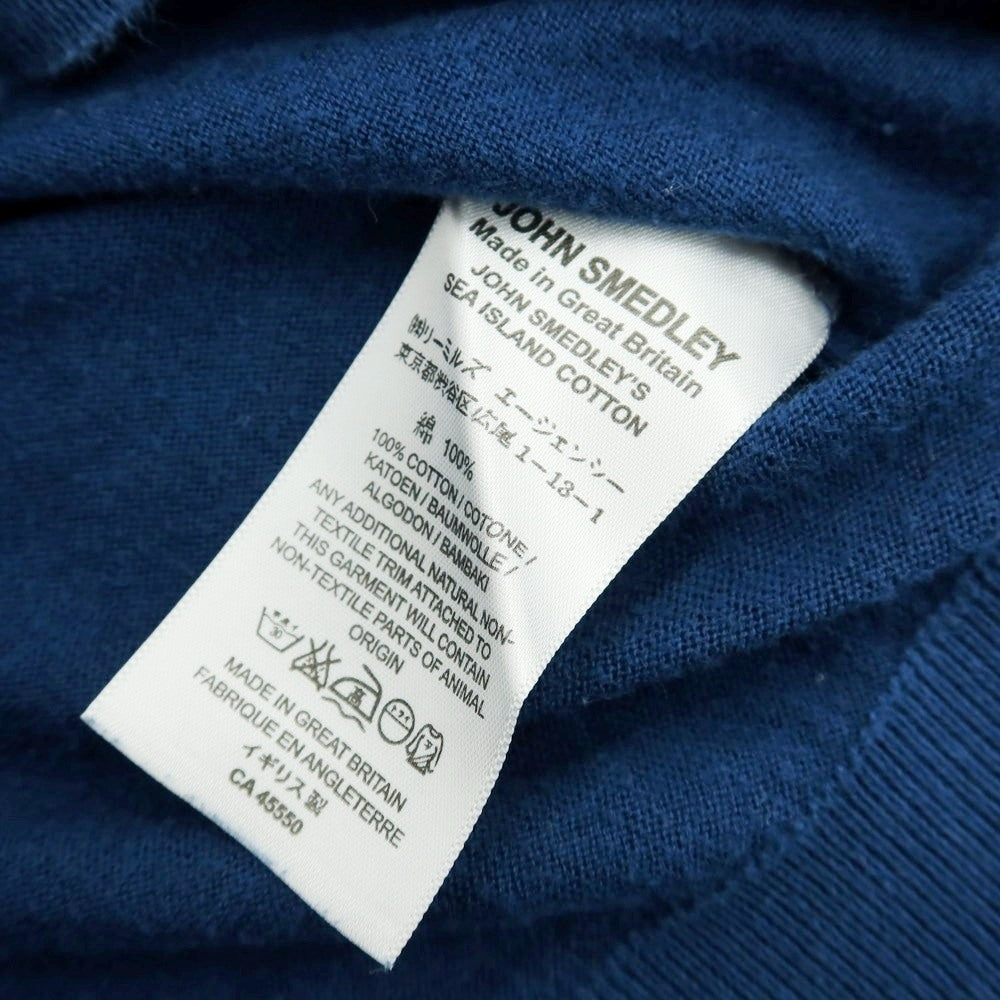 JOHN SMEDLEY
Made in Great Britain
JOHN SMEDLEY'S
SEA ISLAND COTTON
㈱リーミルズ エージェンシー
東京都渋谷区広尾1-13-1
綿 100%
100% COTTON / COTONE /
KATOEN / BAUMWOLLE /
ALGODON / BAMBAKI
ANY ADDITIONAL NATURAL NON-
TEXTILE TRIM ATTACHED TO
THIS GARMENT WILL CONTAIN
NON-TEXTILE PARTS OF ANIMAL
ORIGIN
30 ドライ
MADE IN GREAT BRITAIN
FABRIQUE EN ANGLETERRE
イギリス製
CA 45550